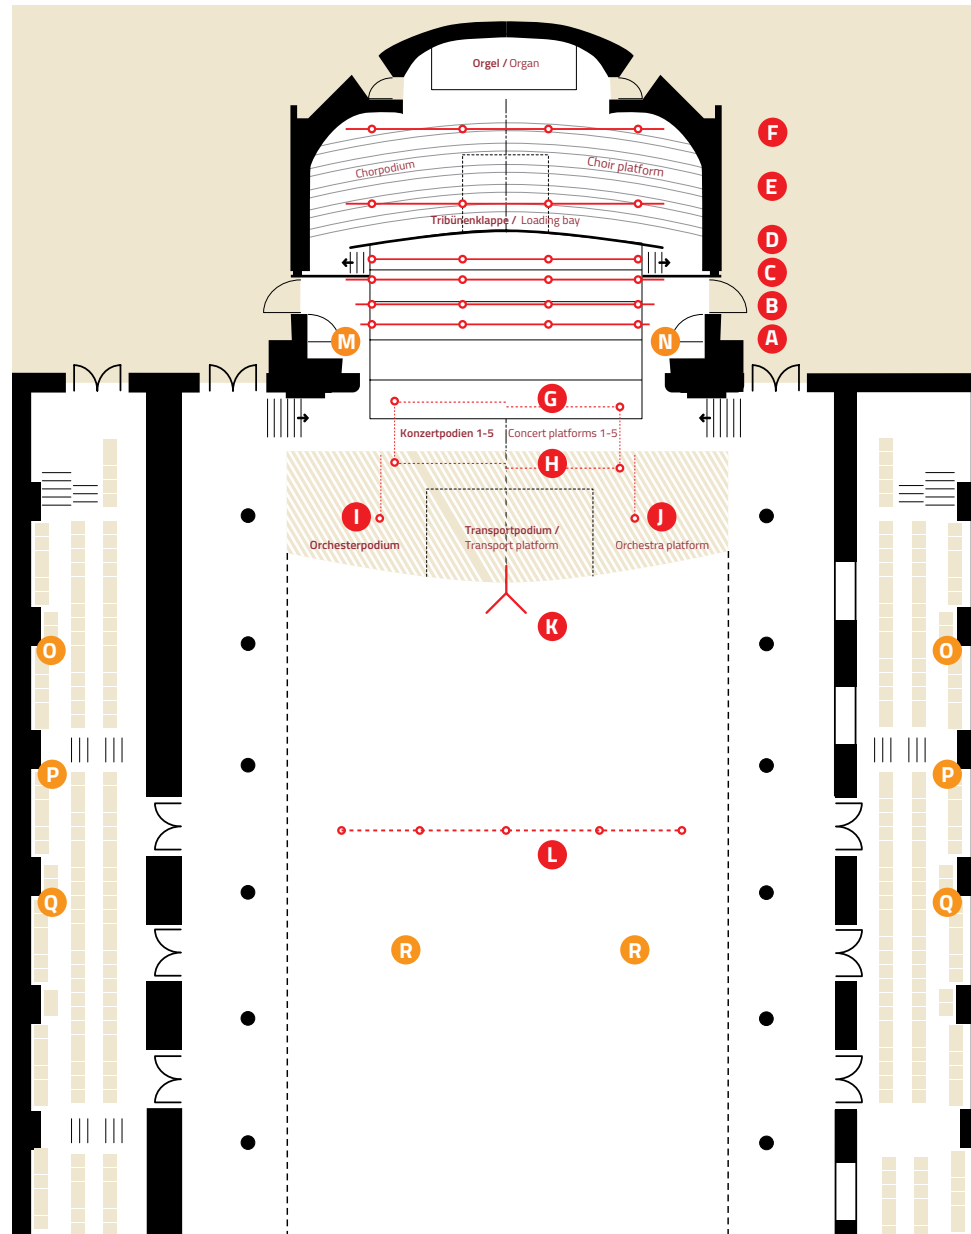 Orgel / Organ
F
Chorpodium
Choir platform
E
Tribünenklappe / Loading bay
D
C
B
A
M
N
G
Konzertpodien 1-5
Concert platforms 1-5
H
I
J
Transportpodium /
Transport platform
Orchesterpodium
Orchestra platform
K
O
O
P
P
L
Q
Q
R
R